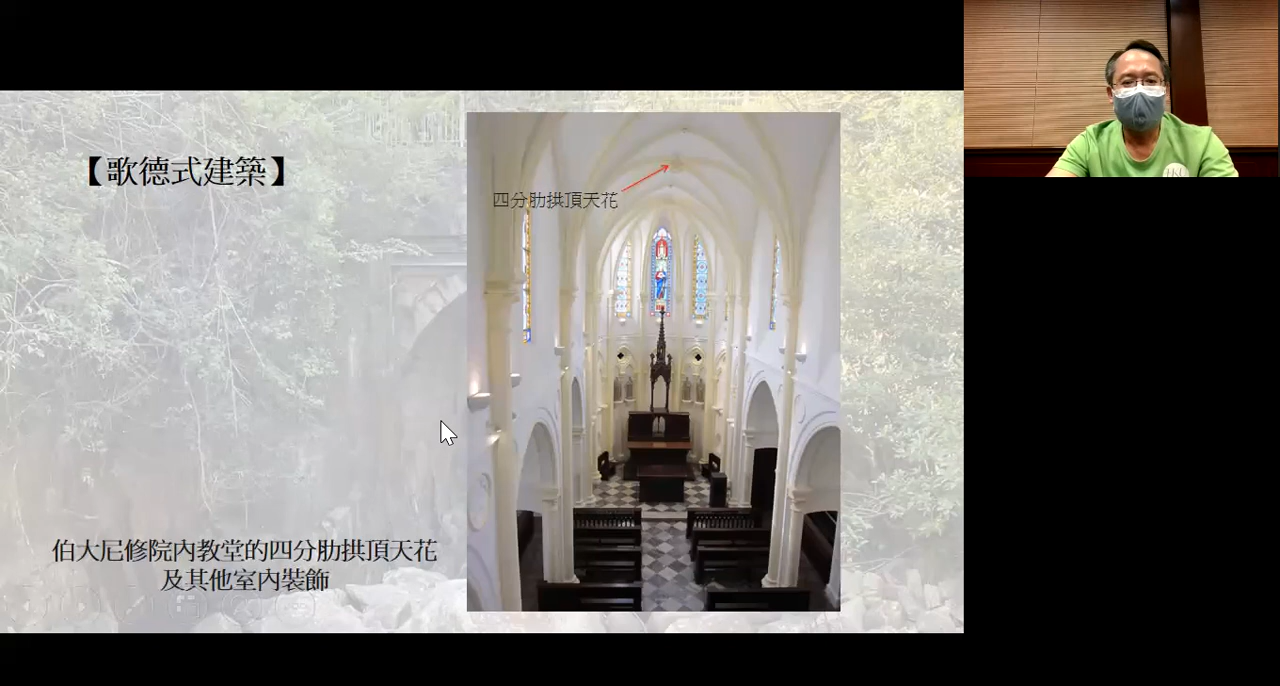 【歌德式建築】
四分肋拱頂天花
伯大尼修院內教堂的四分肋拱頂天花
及其他室內裝飾